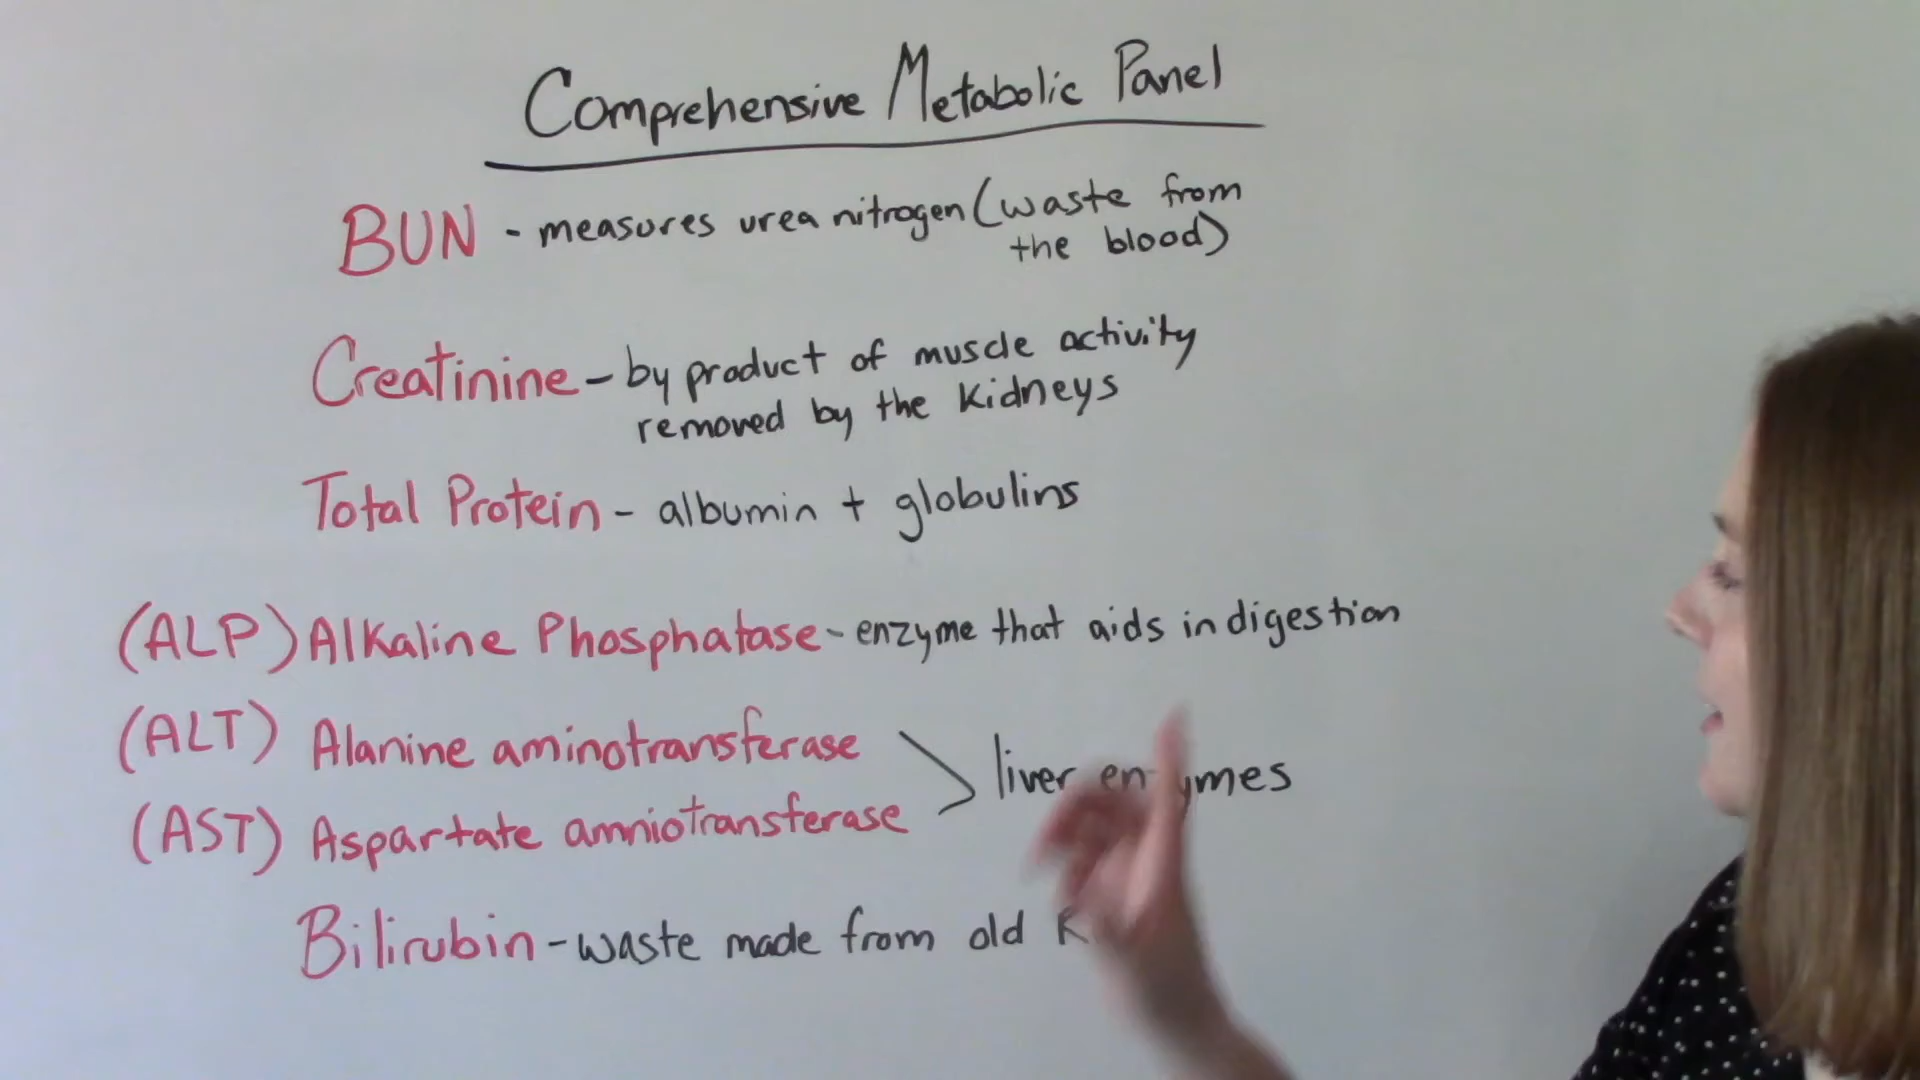 Comprehensive Metabolic Panel
BUN - measures urea nitrogen (waste from
the blood)
Creatinine - by product of muscle activity
removed by the kidneys
Total Protein - albumin + globulins
(ALP) Alkaline Phosphatase - enzyme that aids in digestion
(ALT) Alanine aminotransferase
liver enzymes
(AST) Aspartate amniotransferase
Bilirubin - waste made from old